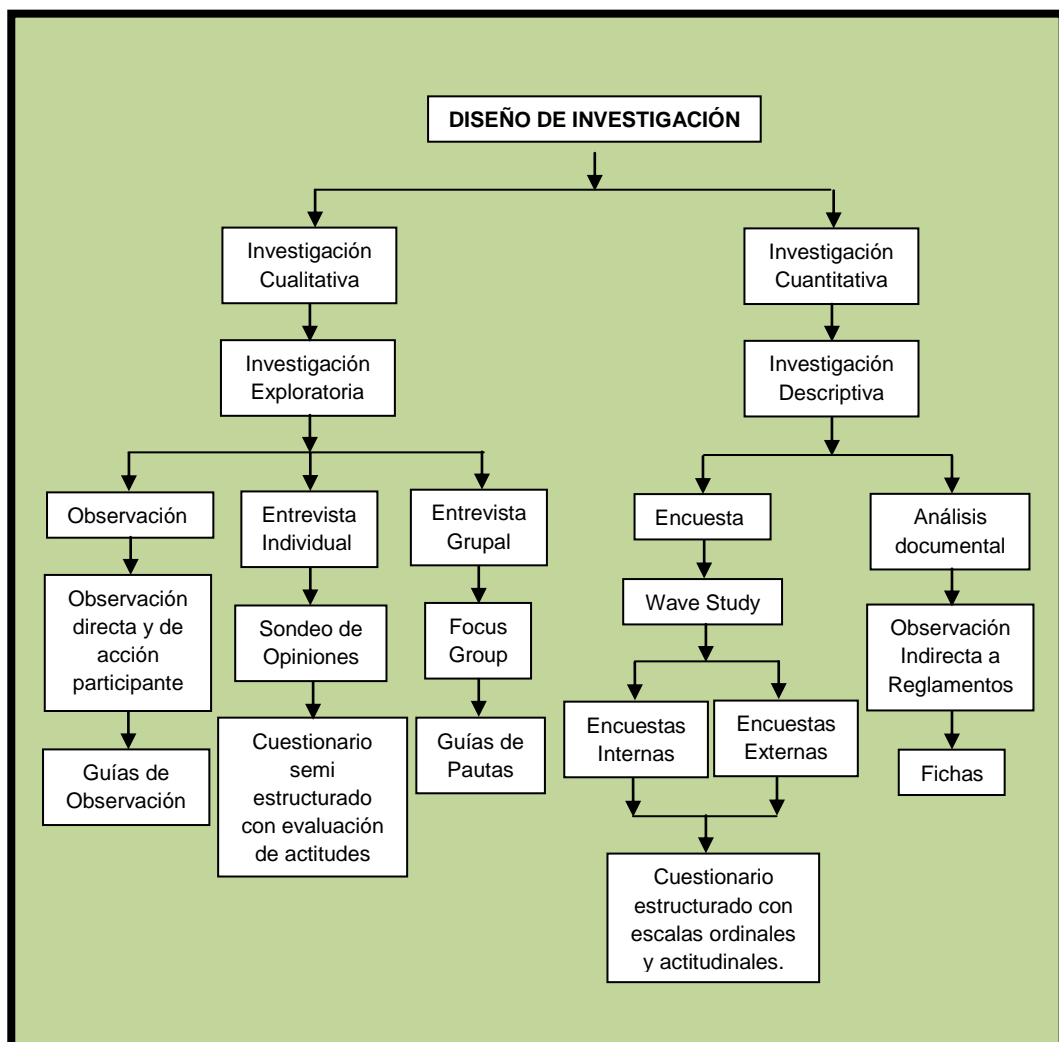 DISEÑO DE INVESTIGACIÓN
Investigación
Cualitativa
Investigación
Cuantitativa
Investigación
Exploratoria
Investigación
Descriptiva
Observación
Entrevista
Individual
Entrevista
Grupal
Encuesta
Análisis
documental
Observación
directa y de
acción
participante
Sondeo de
Opiniones
Focus
Group
Wave Study
Observación
Indirecta a
Reglamentos
Guías de
Observación
Cuestionario
semi
estructurado
con evaluación
de actitudes
Guías de
Pautas
Encuestas
Internas
Encuestas
Externas
Fichas
Cuestionario
estructurado con
escalas ordinales
y actitudinales.